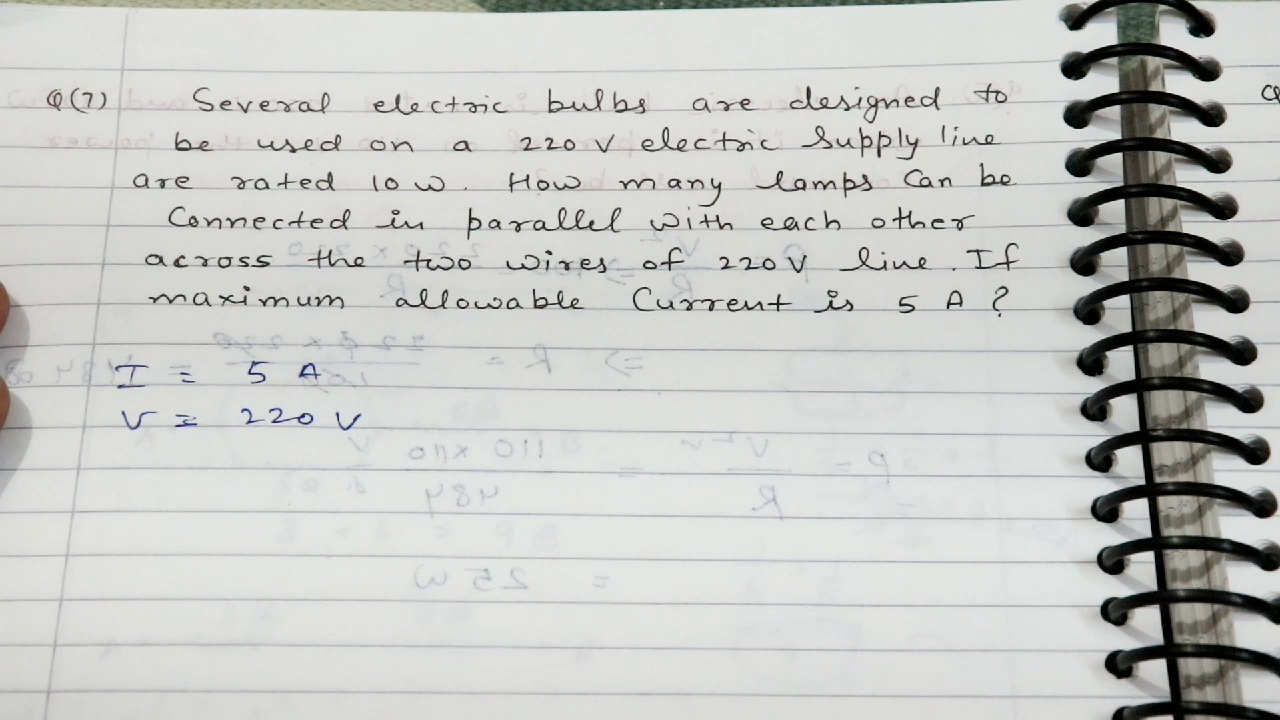 Q(7) Several electric bulbs are designed to
be used on a 220 V electric Supply line
are rated 10 W. How many lamps Can be
Connected in parallel with each other
across the two wires of 220 V line. If
maximum allowable Current is 5 A ?
I = 5 A
V = 220 V